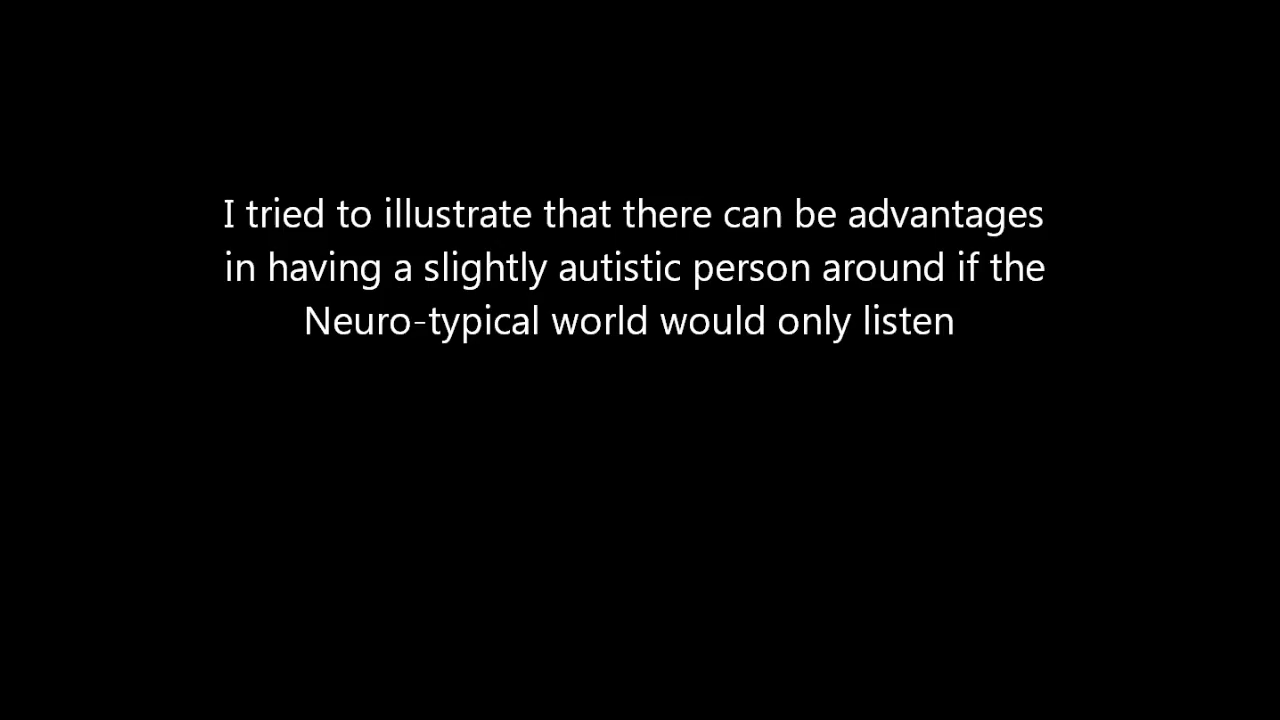 I tried to illustrate that there can be advantages
in having a slightly autistic person around if the
Neuro-typical world would only listen